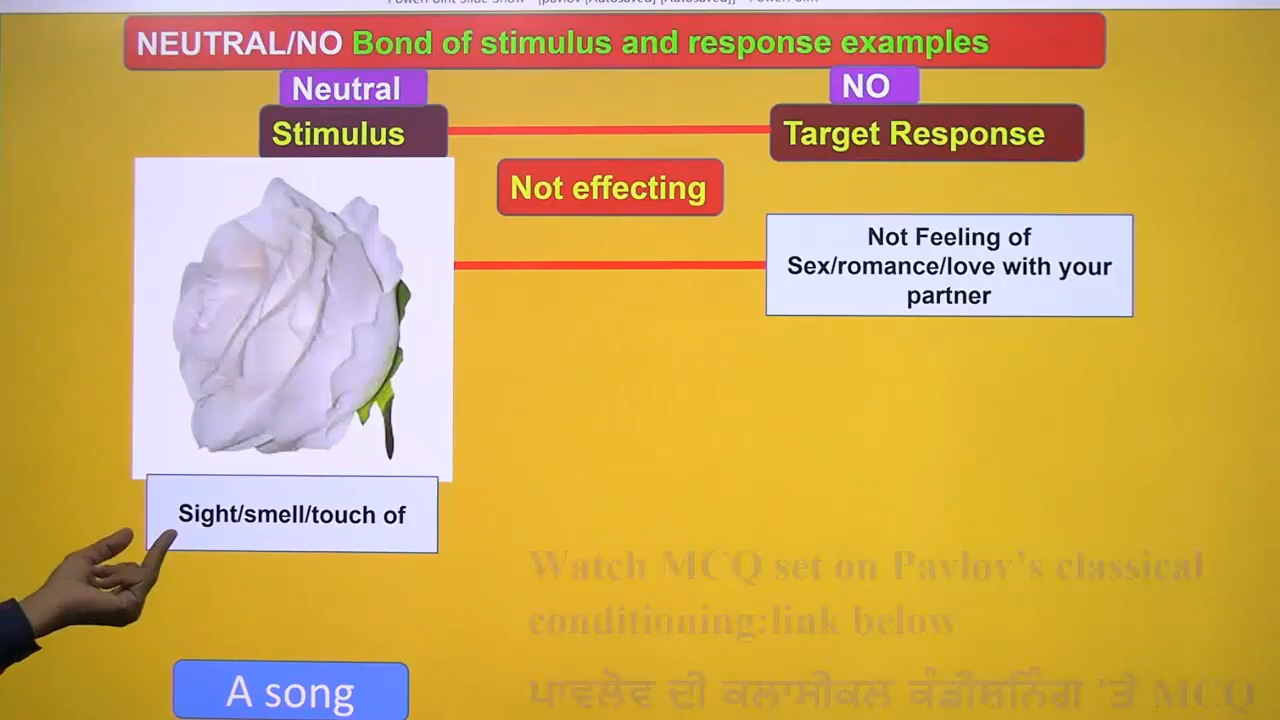 NEUTRAL/NO Bond of stimulus and response examples
Neutral
NO
Stimulus
Target Response
Not effecting
Not Feeling of
Sex/romance/love with your
partner
Sight/smell/touch of
Watch MCQ set on Pavlov's classical
conditioning:link below
ਪਾਵਲੋਵ ਦੀ ਕਲਾਸੀਕਲ ਕੰਡੀਸ਼ਨਿੰਗ 'ਤੇ MCQ
A song